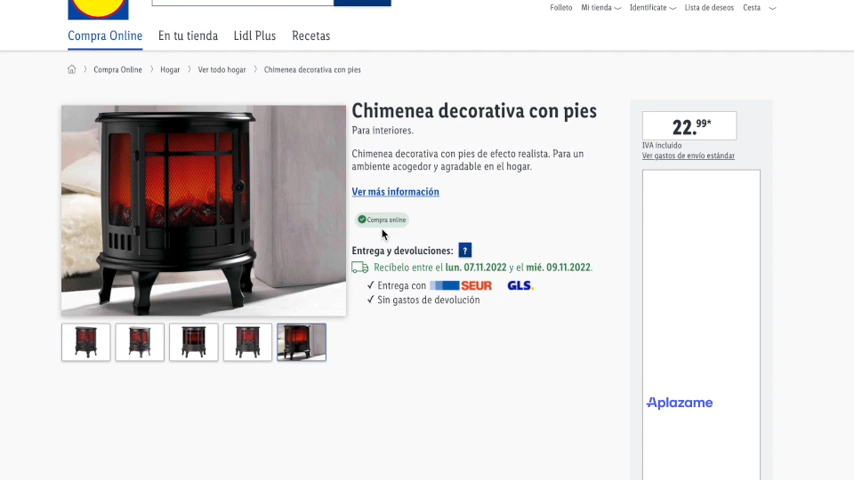 Folleto Mi tienda Identifícate Lista de deseos Cesta
Compra Online En tu tienda Lidl Plus Recetas
Compra Online Hogar Ver todo hogar Chimenea decorativa con pies
Chimenea decorativa con pies
Para interiores.
Chimenea decorativa con pies de efecto realista. Para un
ambiente acogedor y agradable en el hogar.
Ver más información
Compra online
Entrega y devoluciones: ?
Recíbelo entre el lun. 07.11.2022 y el mié. 09.11.2022.
✓ Entrega con SEUR GLS.
✓ Sin gastos de devolución
22.99*
IVA incluido
Ver gastos de envío estándar
Aplazame